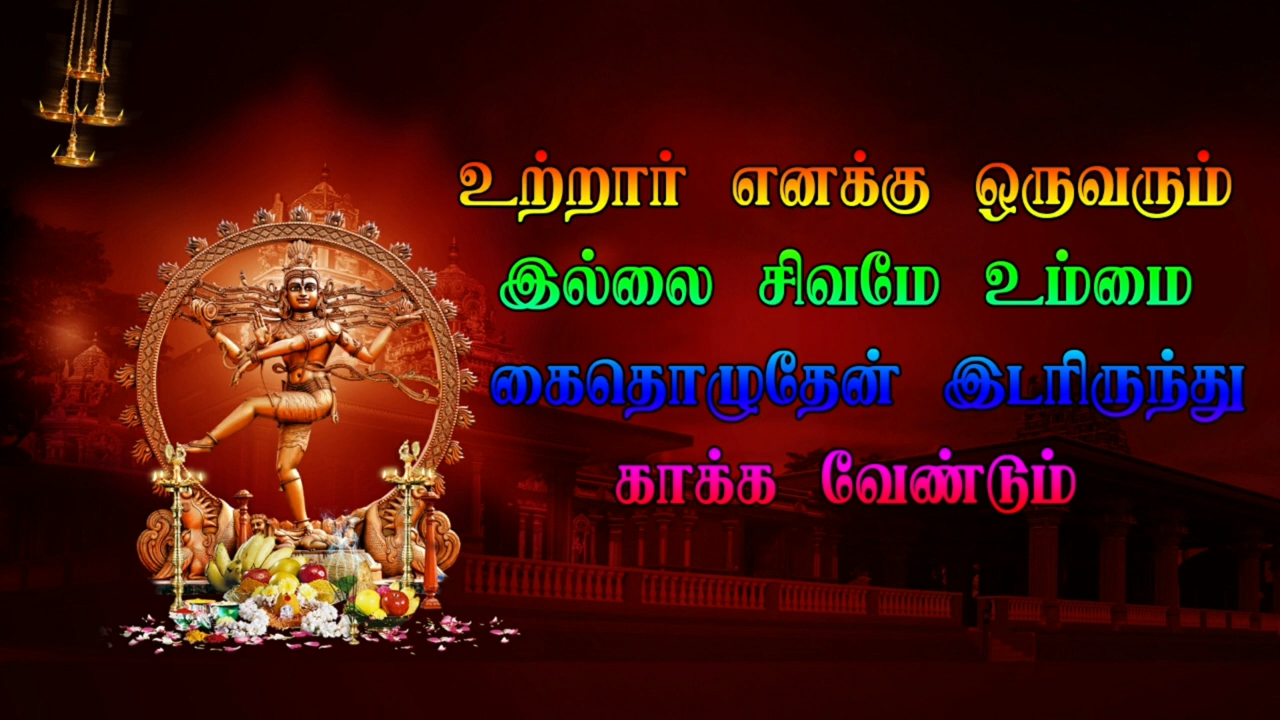 உற்றார் எனக்கு ஒருவரும்
இல்லை சிவமே உம்மை
கைதொழுதேன் இடரிருந்து
காக்க வேண்டும்